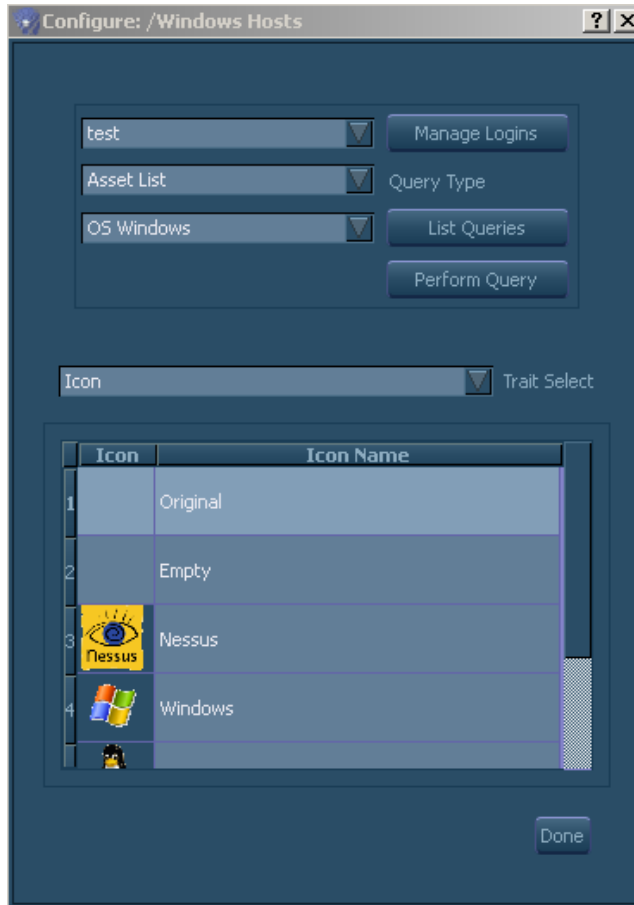 Configure: /Windows Hosts
test
Manage Logins
Asset List
Query Type
OS Windows
List Queries
Perform Query
Icon
Trait Select
Icon Icon Name
1 Original
2 Empty
3 Nessus Nessus
4 Windows
Done